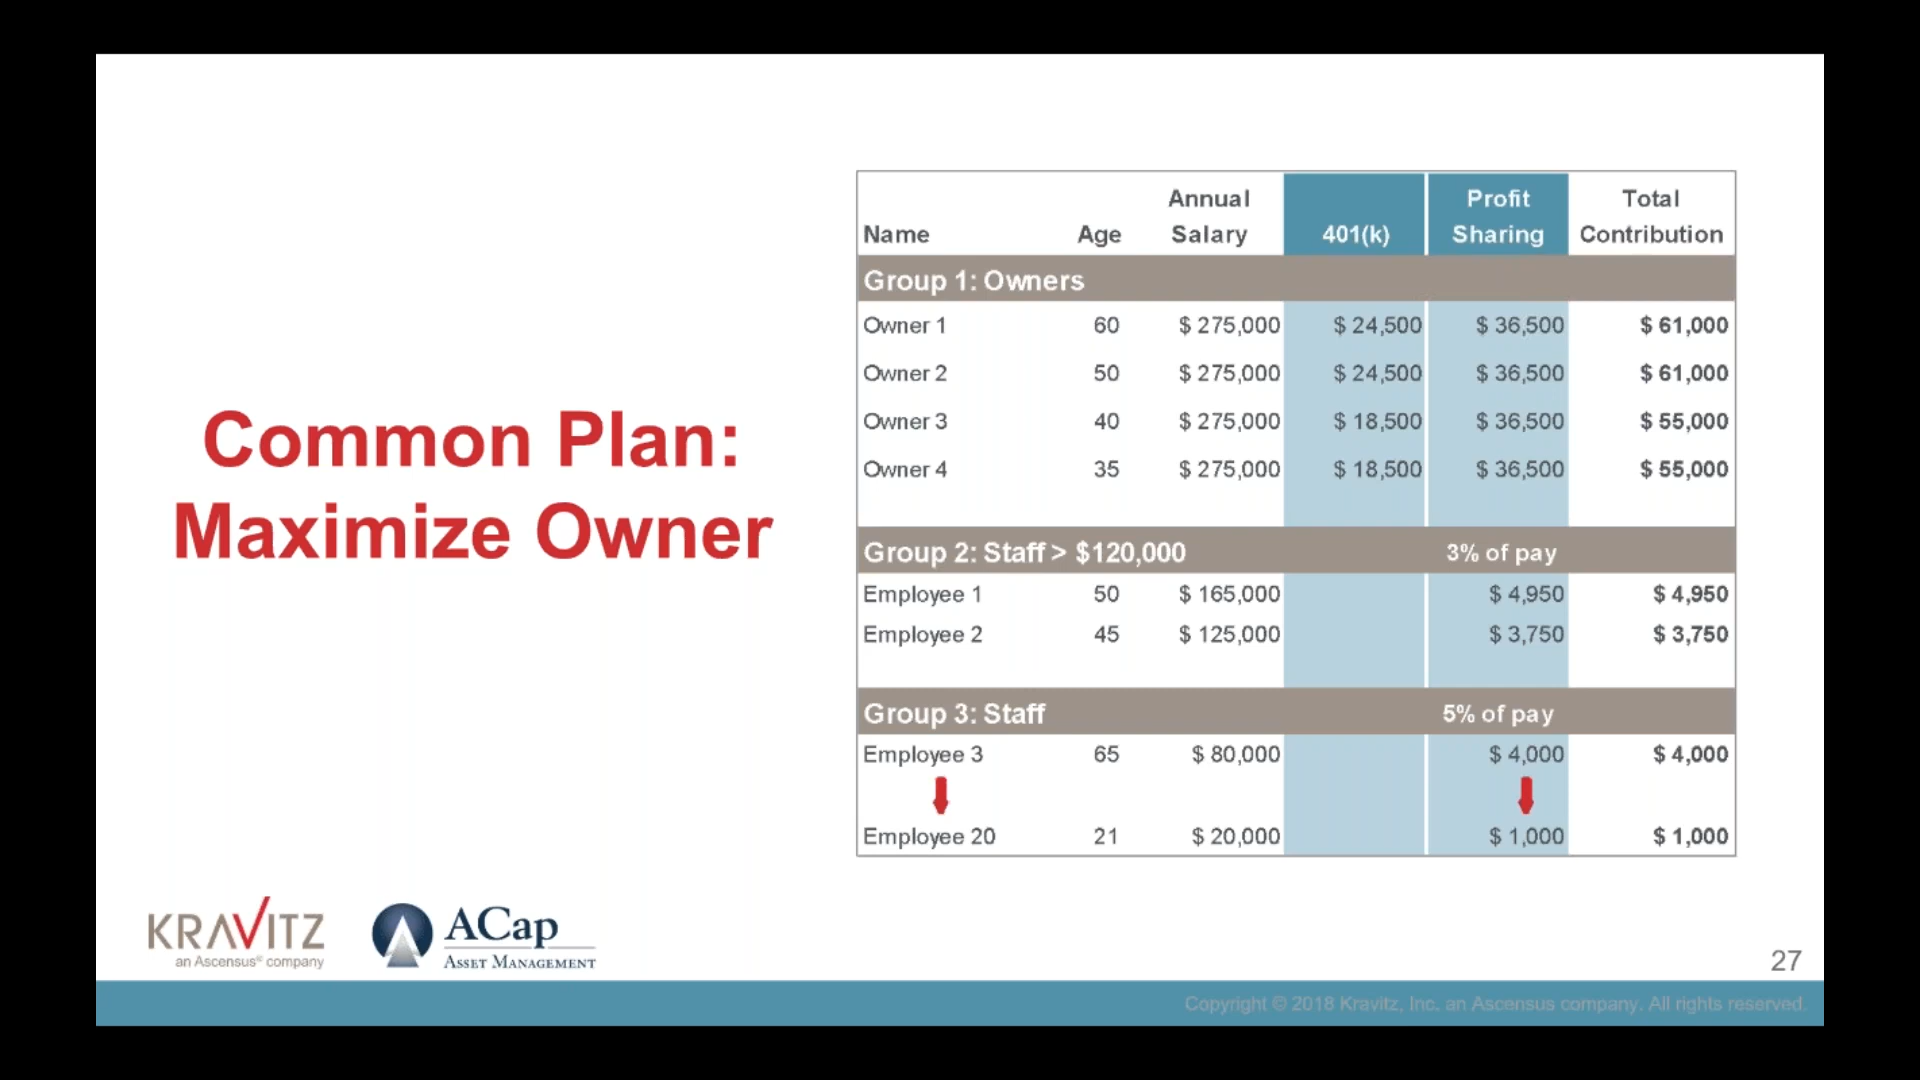 Common Plan:
Maximize Owner
Name Age Annual Salary 401(k) Profit Sharing Total Contribution
Group 1: Owners
Owner 1 60 $ 275,000 $ 24,500 $ 36,500 $ 61,000
Owner 2 50 $ 275,000 $ 24,500 $ 36,500 $ 61,000
Owner 3 40 $ 275,000 $ 18,500 $ 36,500 $ 55,000
Owner 4 35 $ 275,000 $ 18,500 $ 36,500 $ 55,000
Group 2: Staff > $120,000 3% of pay
Employee 1 50 $ 165,000 $ 4,950 $ 4,950
Employee 2 45 $ 125,000 $ 3,750 $ 3,750
Group 3: Staff 5% of pay
Employee 3 65 $ 80,000 $ 4,000 $ 4,000
Employee 20 21 $ 20,000 $ 1,000 $ 1,000
KRAVITZ
an Ascensus® company
ACap
ASSET MANAGEMENT
27
Copyright © 2018 Kravitz, Inc. an Ascensus company. All rights reserved.